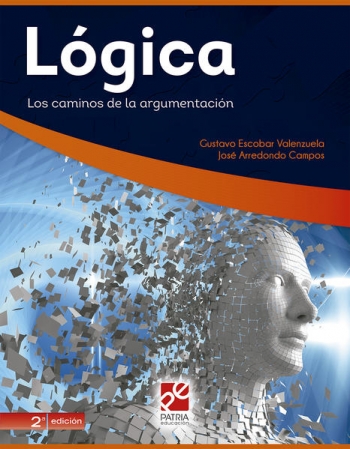 Lógica
Los caminos de la argumentación
Gustavo Escobar Valenzuela
José Arredondo Campos
2ª edición
PATRIA
educación